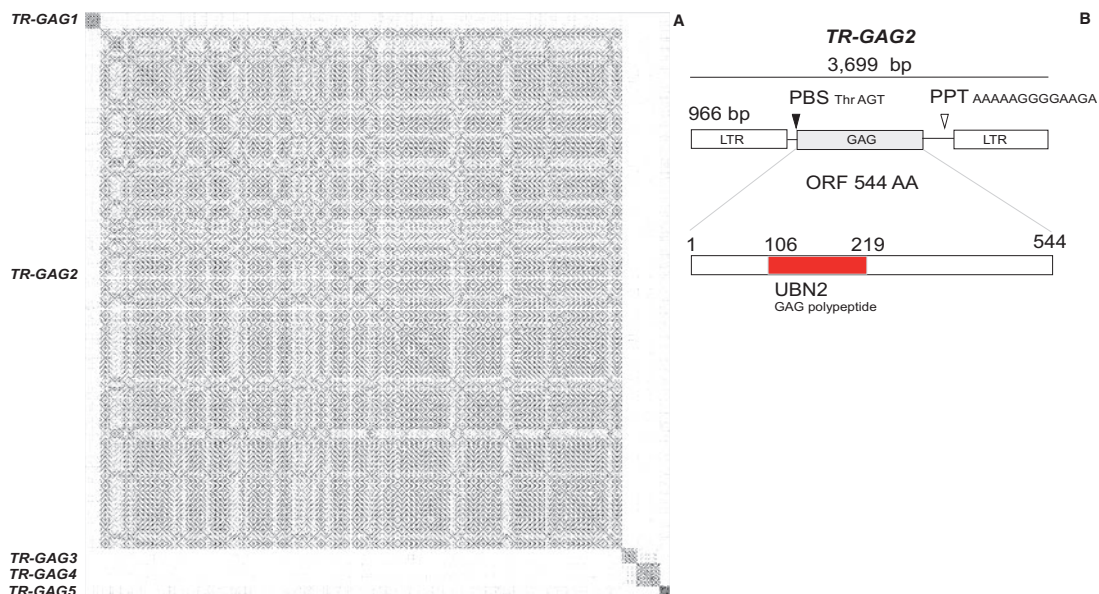 TR-GAG1
TR-GAG2
TR-GAG3
TR-GAG4
TR-GAG5
A
B
TR-GAG2
3,699 bp
PBS Thr AGT
PPT AAAAAGGGGAAGA
966 bp
LTR
GAG
LTR
ORF 544 AA
1
106
219
544
UBN2
GAG polypeptide